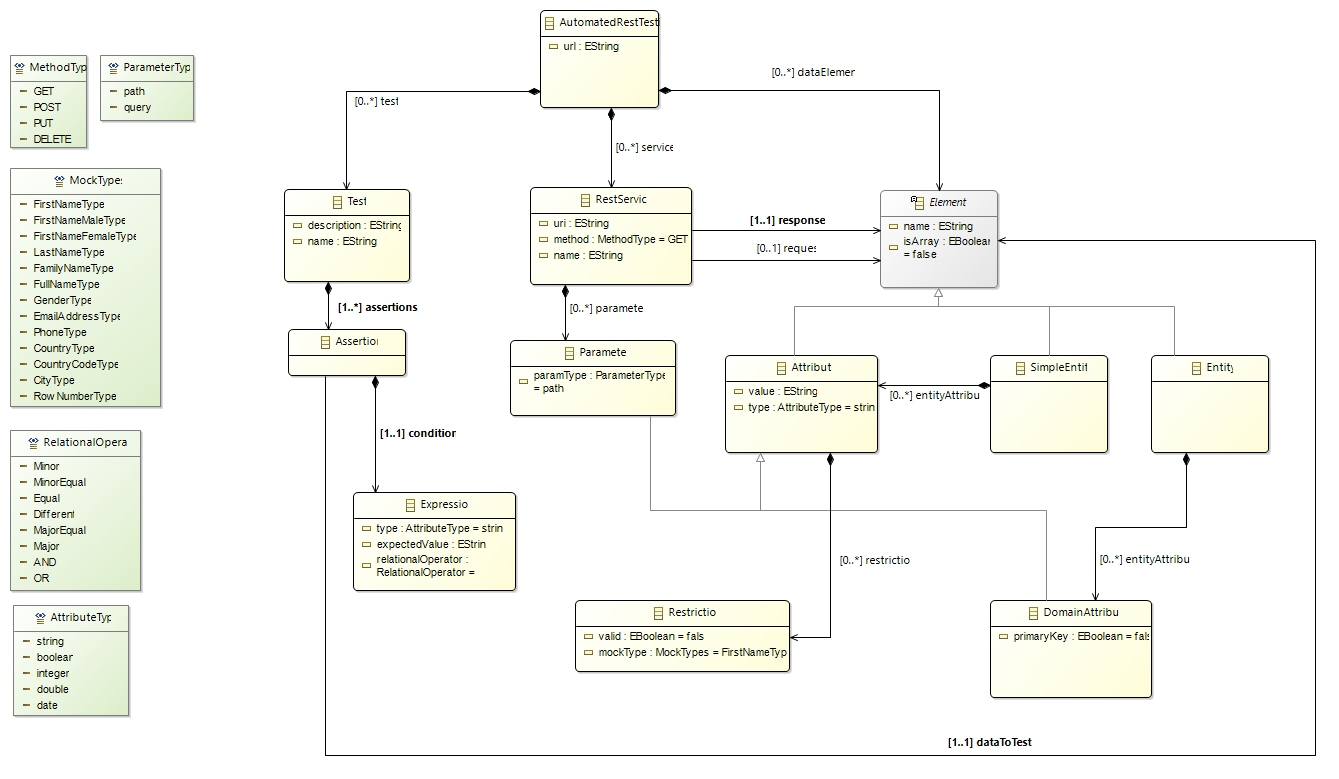 AutomatedRestTest
url : EString
MethodTyp
GET
POST
PUT
DELETE
ParameterTyp
path
query
[0..*] test
[0..*] service
[0..*] dataElemer
MockTypes
FirstNameType
FirstNameMaleType
FirstNameFemaleType
LastNameType
FamilyNameType
FullNameType
GenderType
EmailAddressType
PhoneType
CountryType
CountryCodeType
CityType
Row NumberType
Test
description : EString
name : EString
RestServic
uri : EString
method : MethodType = GET
name : EString
[1..1] response
[0..1] reques
Element
name : EString
isArray : EBoolear
= false
[1..*] assertions
[0..*] paramete
Assertior
Paramete
paramType : ParameterType
= path
Attribut
value : EString
type : AttributeType = strin
[0..*] entityAttribu
SimpleEntit
Entity
[1..1] condition
RelationalOpera
Minor
MinorEqual
Equal
Different
MajorEqual
Major
AND
OR
Expressio
type : AttributeType = strin
expectedValue : EStrin
relationalOperator :
RelationalOperator =
[0..*] restrictio
[0..*] entityAttribu
AttributeTyp
string
boolear
integer
double
date
Restrictio
valid : EBoolean = fals
mockType : MockTypes = FirstNameTyp
DomainAttribu
primaryKey : EBoolean = fals
[1..1] dataToTest